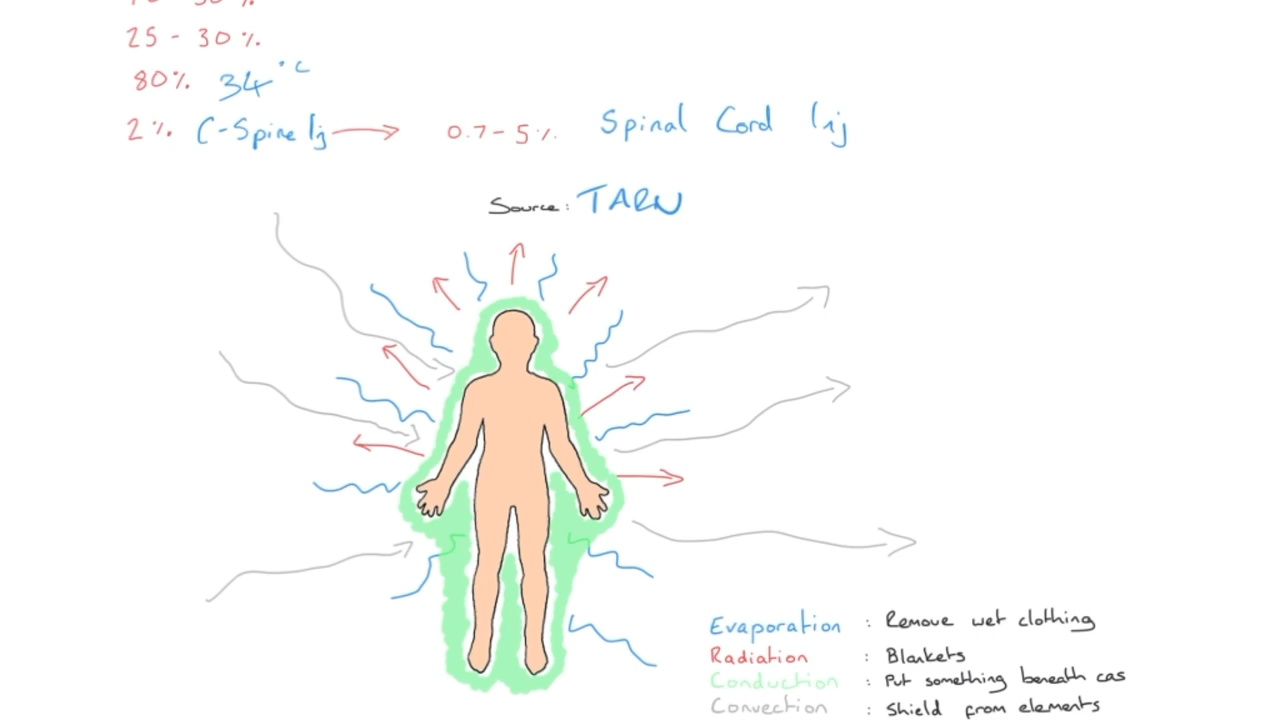 25 - 30%
80% 34°C
2% C-Spine Inj → 0.7 - 5% Spinal Cord Inj
Source: TARN
Evaporation : Remove wet clothing
Radiation : Blankets
Conduction : Put something beneath cas
Convection : Shield from elements